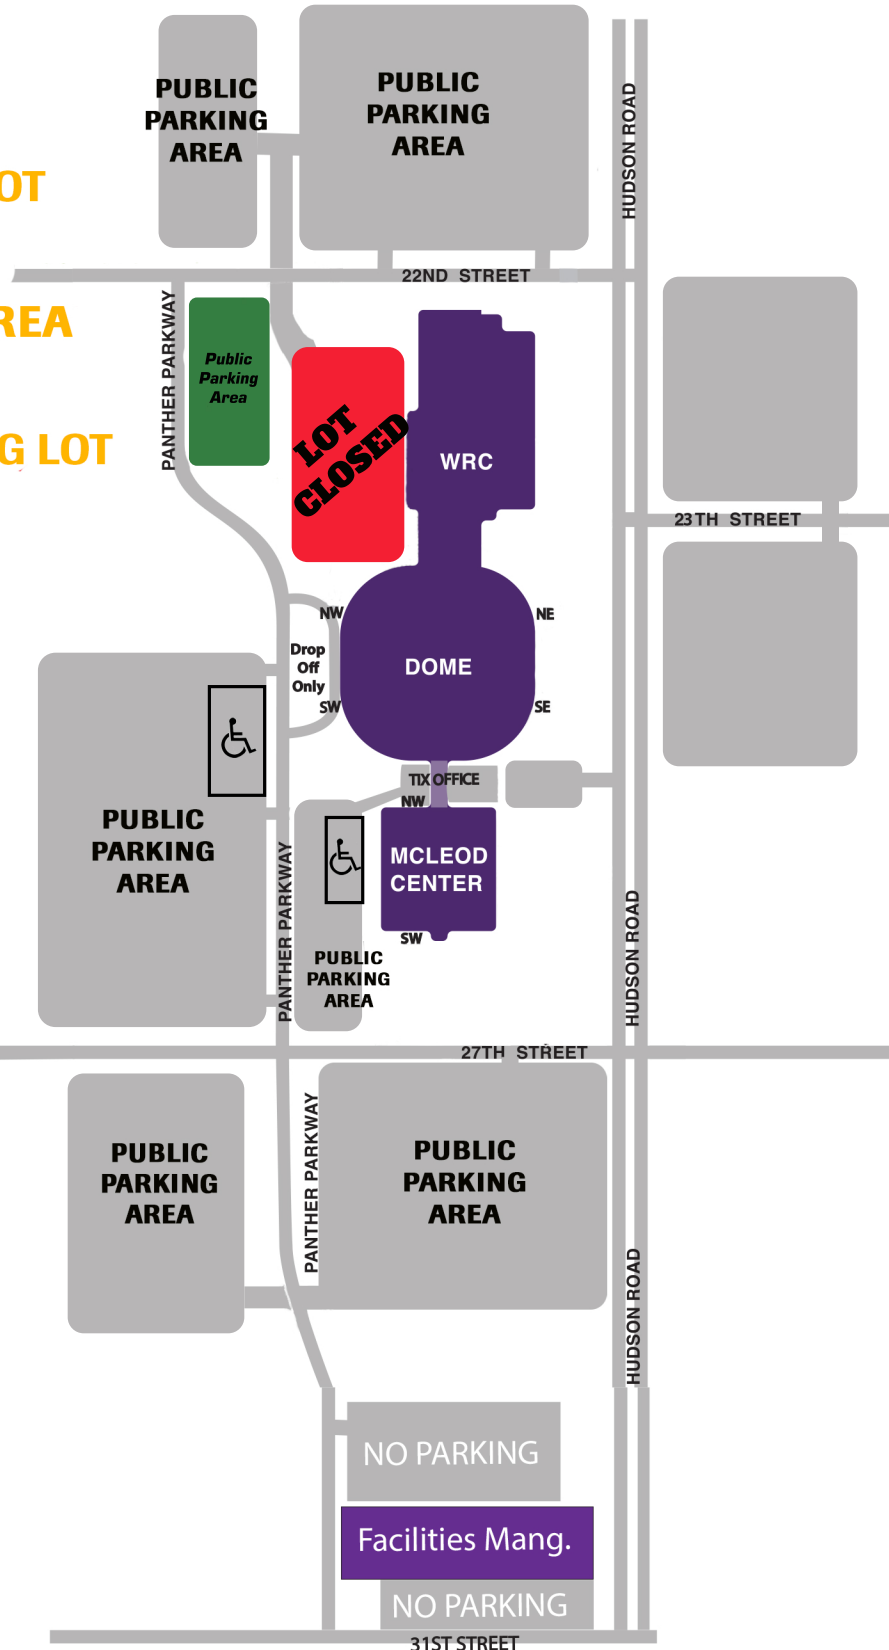 PUBLIC
PARKING
AREA
PUBLIC
PARKING
AREA
HUDSON ROAD
OT
22ND STREET
PANTHER PARKWAY
REA
Public
Parking
Area
LOT
CLOSED
G LOT
WRC
23TH STREET
NW
NE
Drop
Off
Only
DOME
SW
SE
TIX OFFICE
NW
PUBLIC
PARKING
AREA
MCLEOD
CENTER
PANTHER PARKWAY
HUDSON ROAD
SW
PUBLIC
PARKING
AREA
27TH STREET
PANTHER PARKWAY
PUBLIC
PARKING
AREA
PUBLIC
PARKING
AREA
HUDSON ROAD
NO PARKING
Facilities Mang.
NO PARKING
31ST STREET